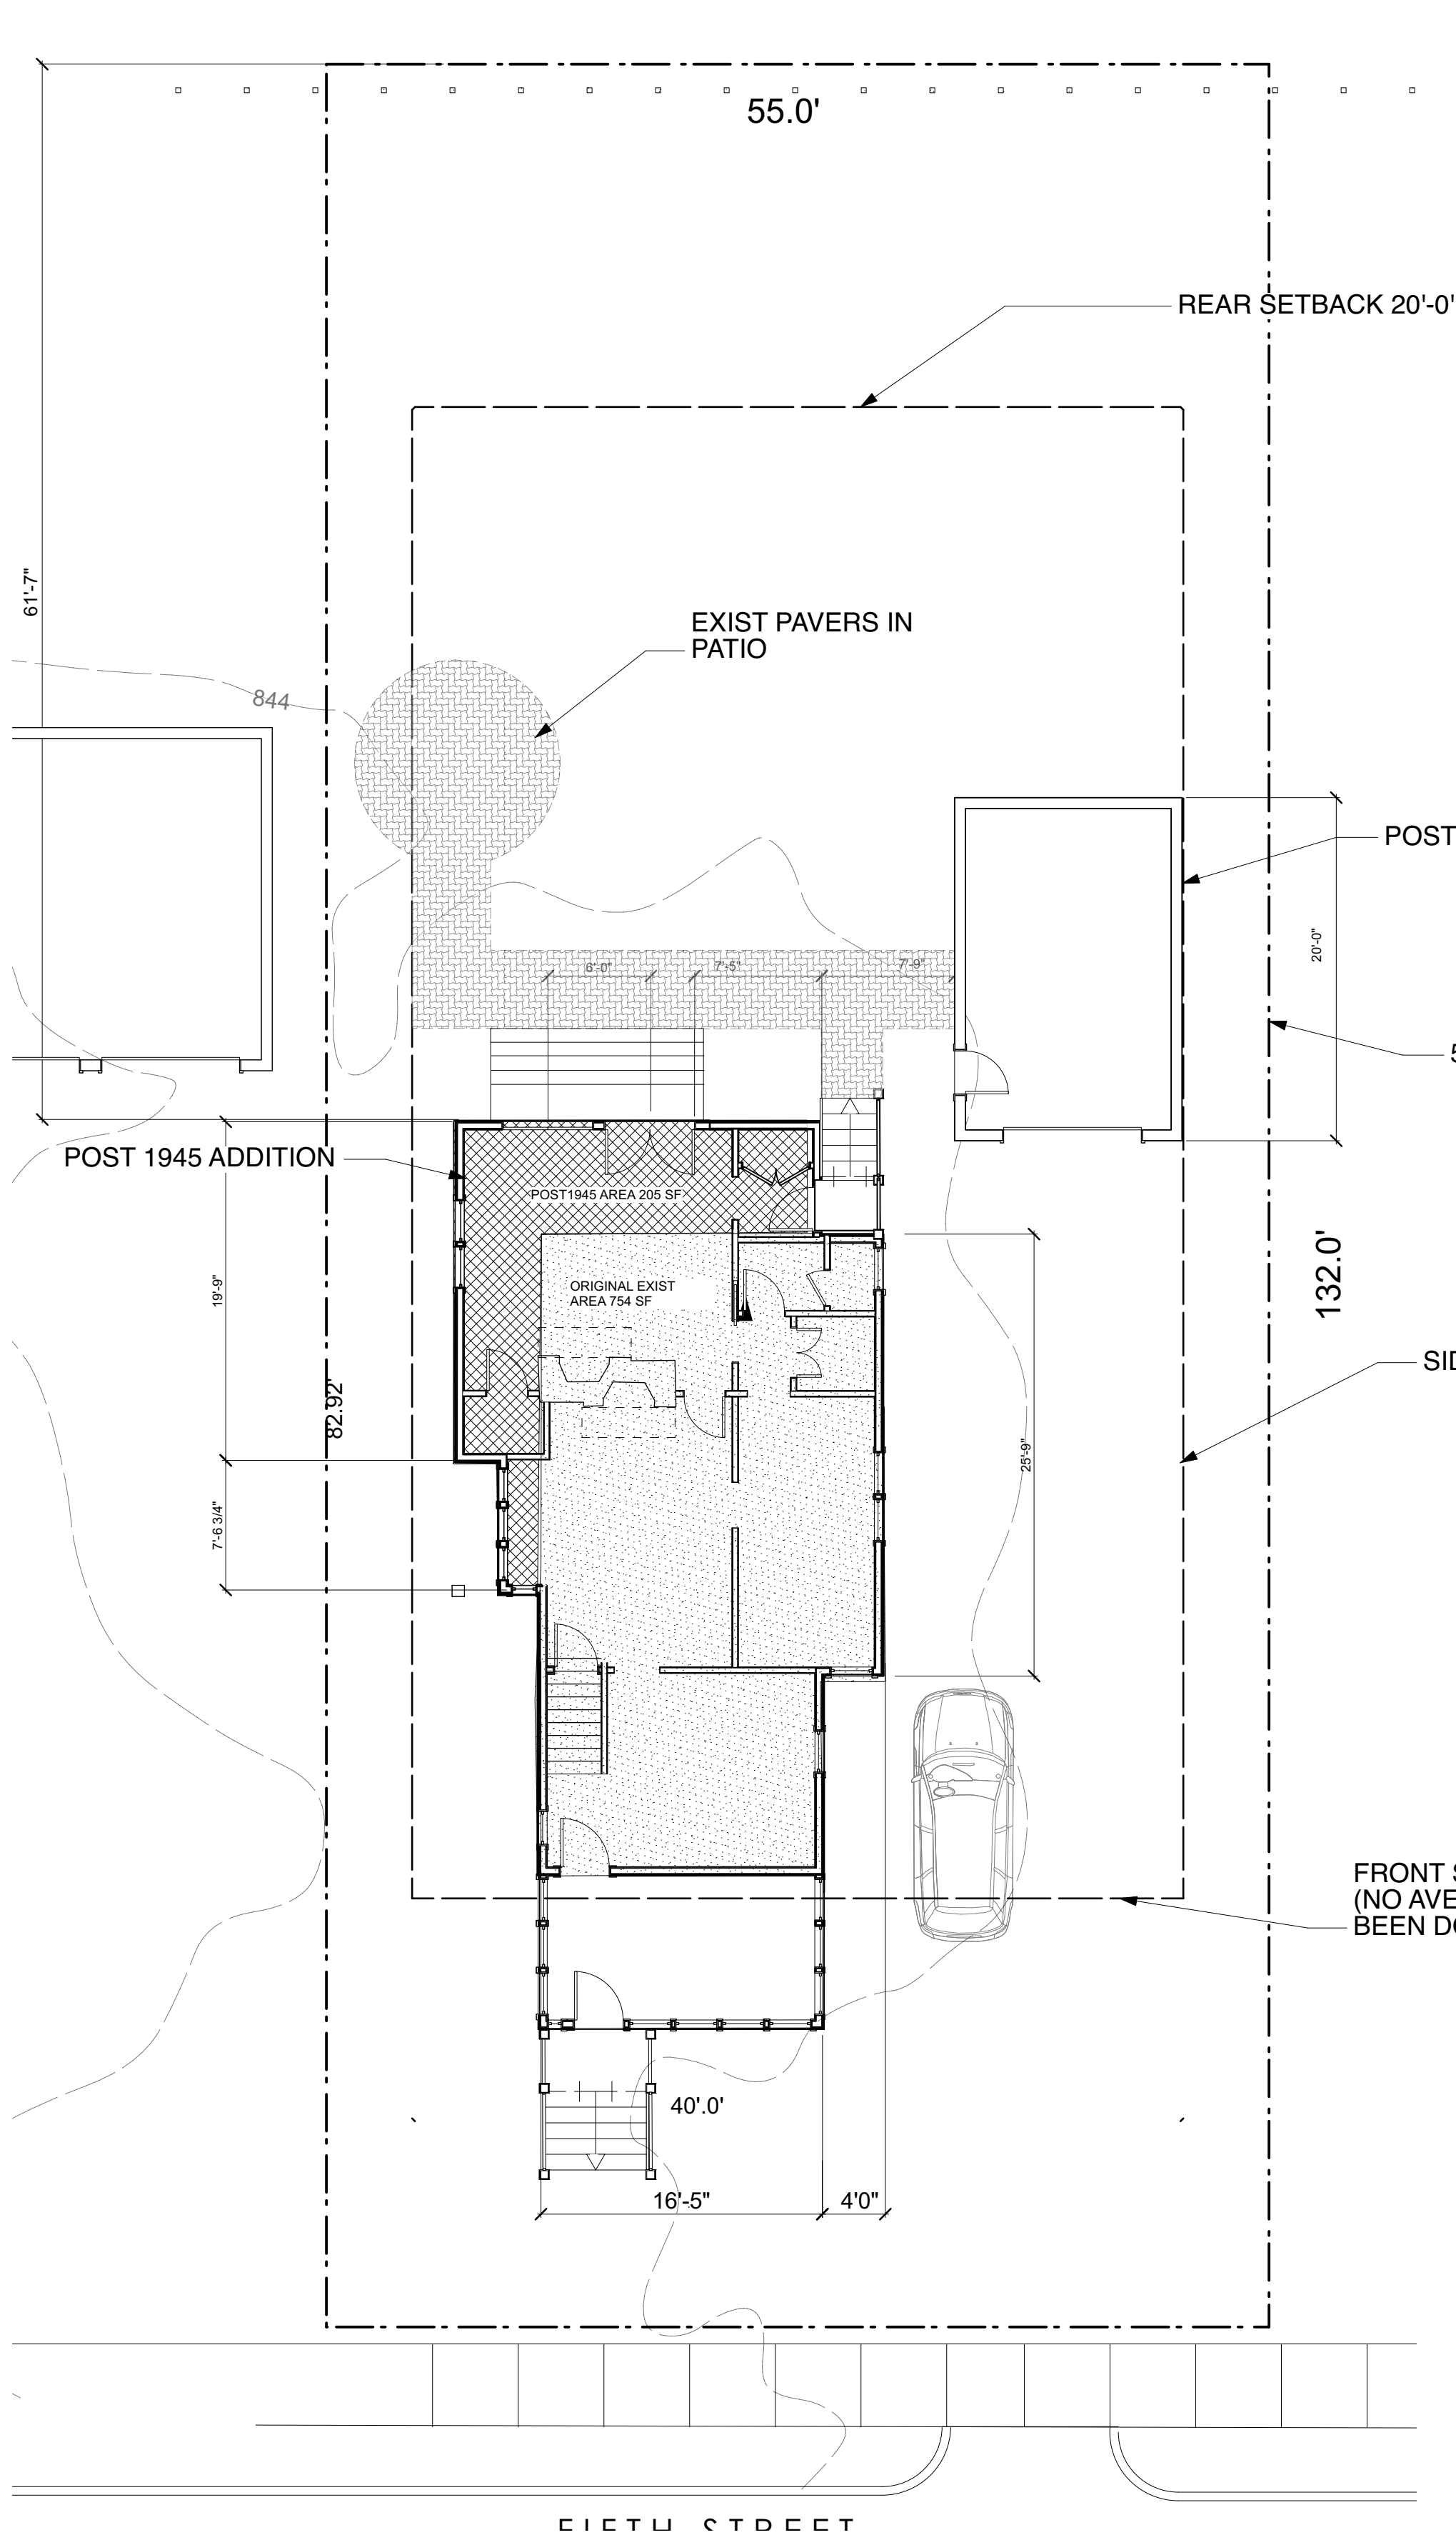 55.0'
REAR SETBACK 20'-0"
61'-7"
EXIST PAVERS IN
PATIO
844
POST
20'-0"
6'-0"
7'-5"
7'-9"
5
POST 1945 ADDITION
POST1945 AREA 205 SF
132.0'
19'-9"
ORIGINAL EXIST
AREA 754 SF
82.92'
SID
25'-9"
7'-6 3/4"
FRONT S
(NO AVE
BEEN DO
40'.0'
16'-5"
4'0"
FIFTH STREET